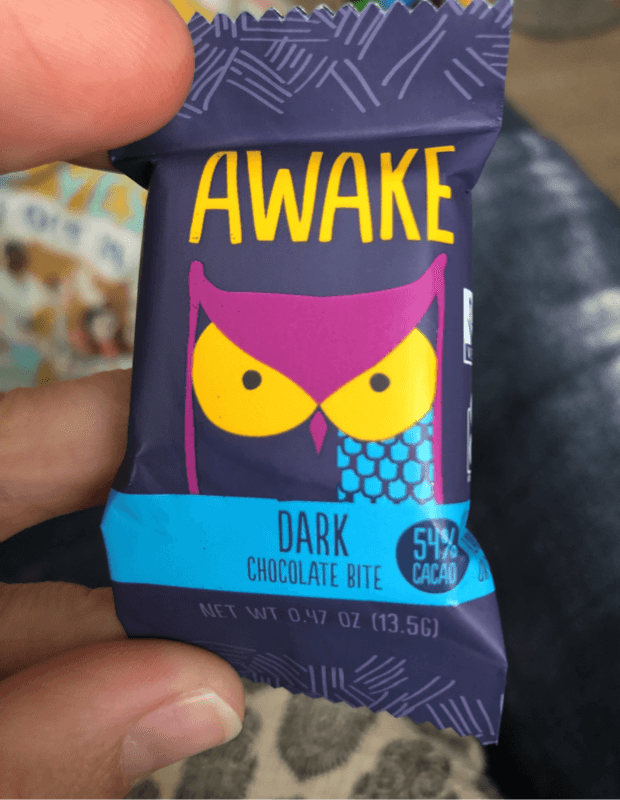 AWAKE
DARK
CHOCOLATE BITE
54%
CACAO
NET WT 0.47 OZ (13.5G)